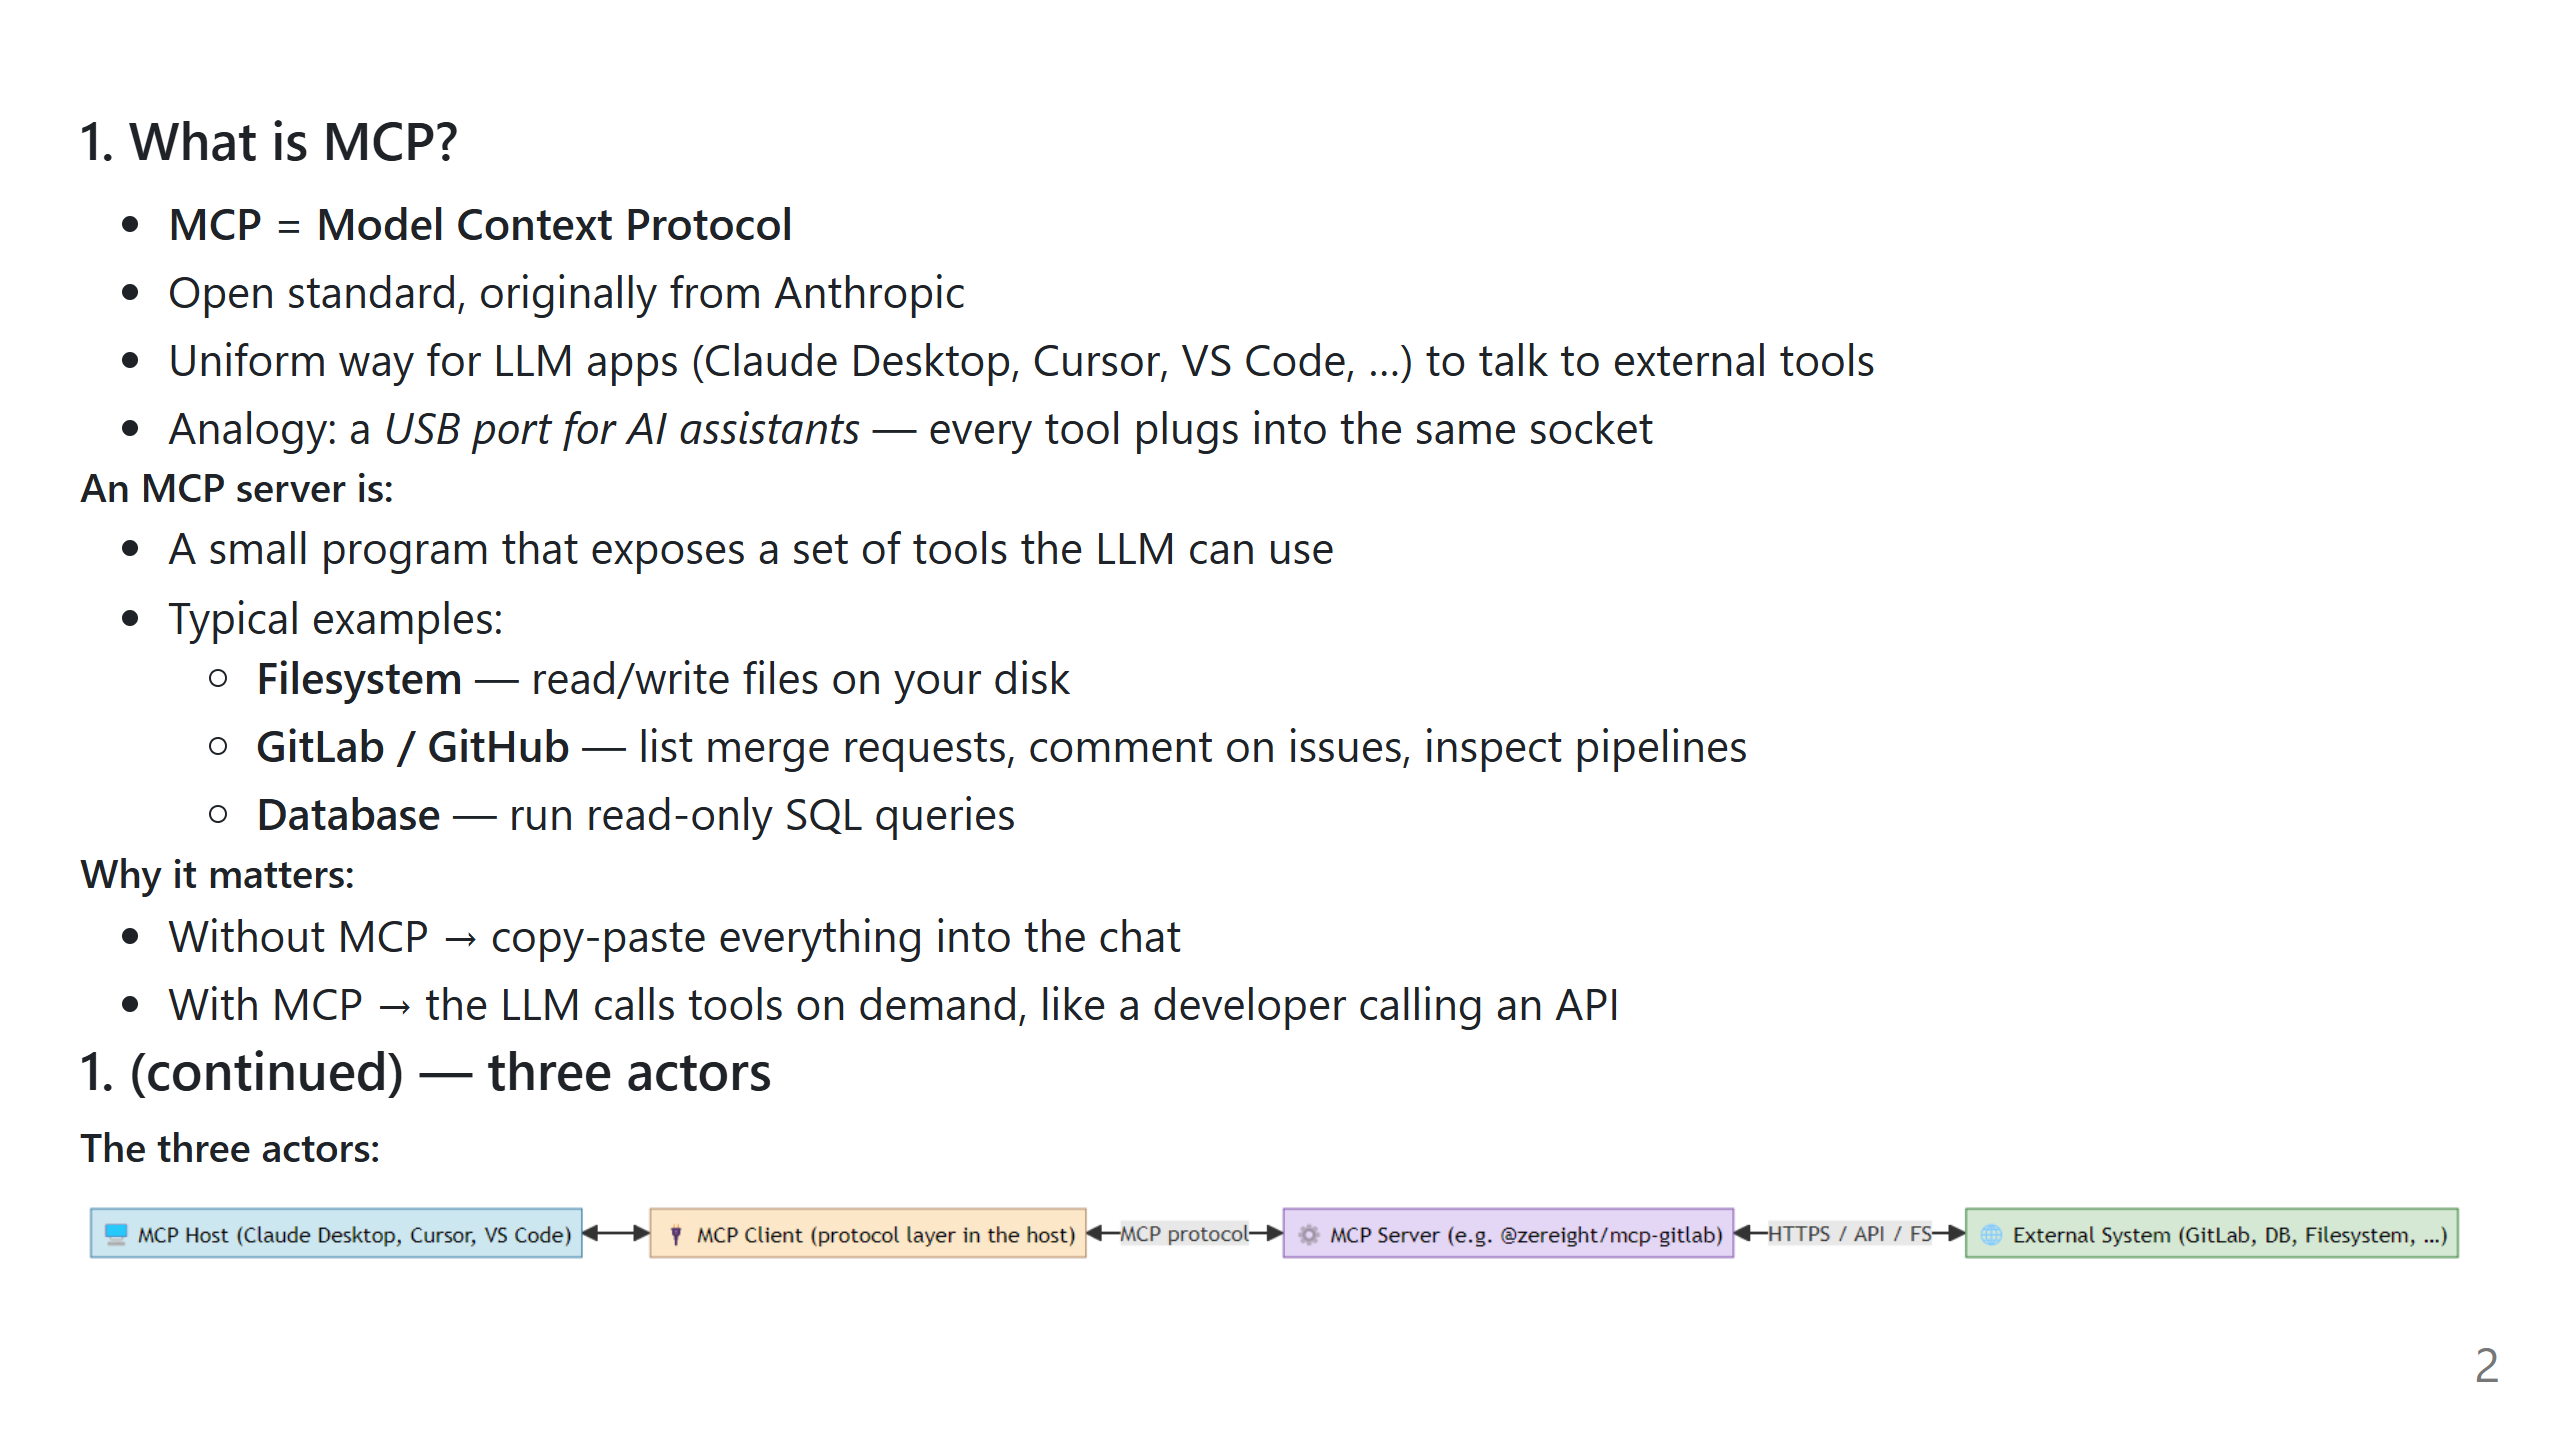 1. What is MCP?
• MCP = Model Context Protocol
• Open standard, originally from Anthropic
• Uniform way for LLM apps (Claude Desktop, Cursor, VS Code, ...) to talk to external tools
• Analogy: a USB port for AI assistants — every tool plugs into the same socket
An MCP server is:
• A small program that exposes a set of tools the LLM can use
• Typical examples:
○ Filesystem — read/write files on your disk
○ GitLab / GitHub — list merge requests, comment on issues, inspect pipelines
○ Database — run read-only SQL queries
Why it matters:
• Without MCP → copy-paste everything into the chat
• With MCP → the LLM calls tools on demand, like a developer calling an API
1. (continued) — three actors
The three actors:
MCP Host (Claude Desktop, Cursor, VS Code)
MCP Client (protocol layer in the host)
MCP protocol
MCP Server (e.g. @zereight/mcp-gitlab)
HTTPS / API / FS
External System (GitLab, DB, Filesystem, ...)
2